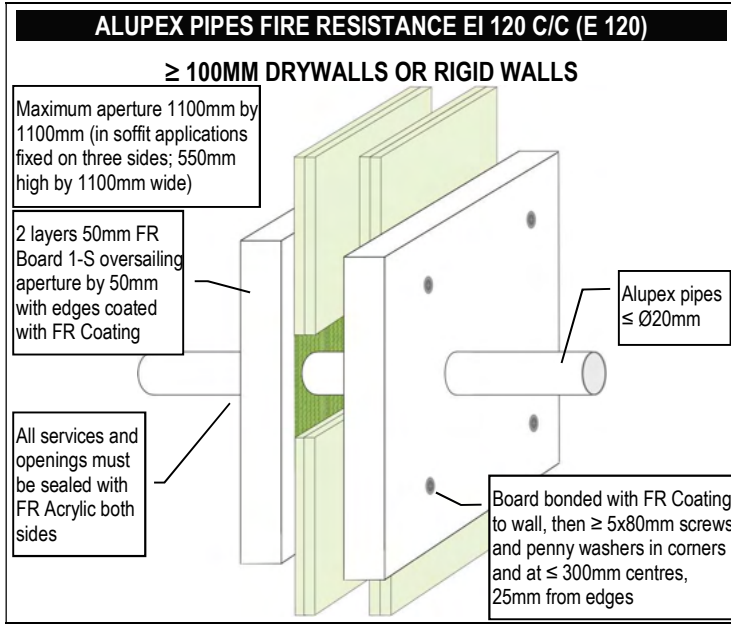 ALUPEX PIPES FIRE RESISTANCE EI 120 C/C (E 120)
≥ 100MM DRYWALLS OR RIGID WALLS
Maximum aperture 1100mm by
1100mm (in soffit applications
fixed on three sides; 550mm
high by 1100mm wide)
2 layers 50mm FR
Board 1-S oversailing
aperture by 50mm
with edges coated
with FR Coating
Alupex pipes
≤ Ø20mm
All services and
openings must
be sealed with
FR Acrylic both
sides
Board bonded with FR Coating
to wall, then ≥ 5x80mm screws
and penny washers in corners
and at ≤ 300mm centres,
25mm from edges